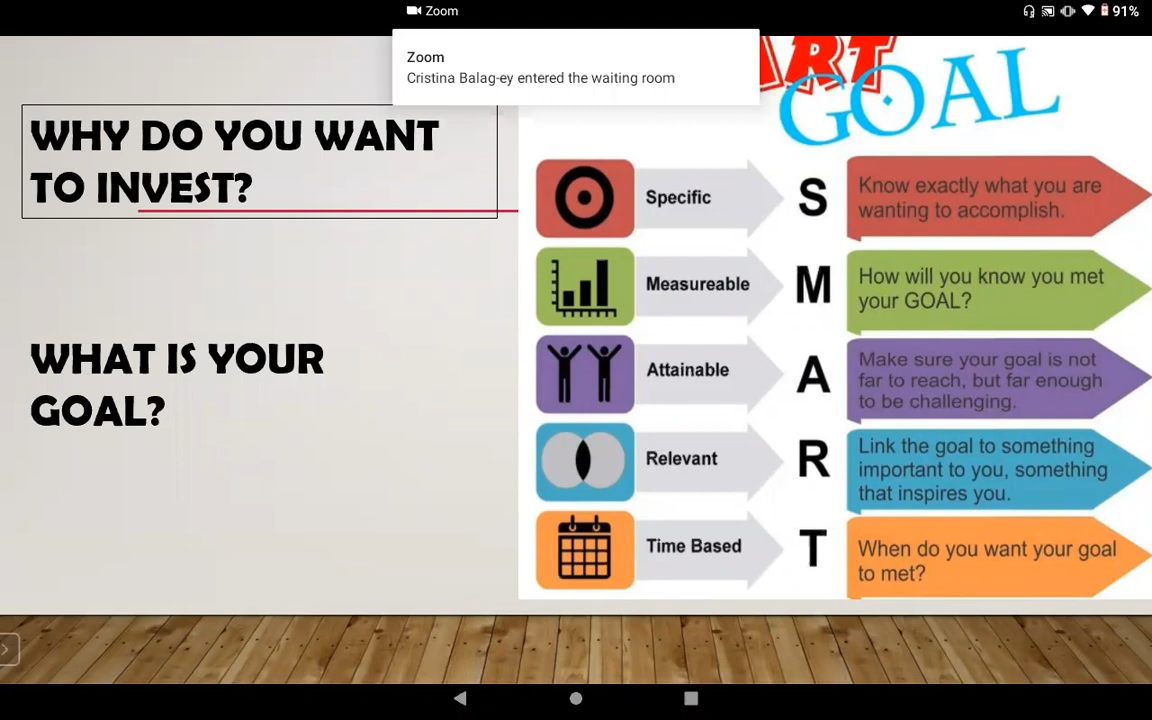 Zoom
91%
Zoom
Cristina Balag-ey entered the waiting room
WHY DO YOU WANT
TO INVEST?
WHAT IS YOUR
GOAL?
GOAL
Specific
S
Know exactly what you are
wanting to accomplish.
Measureable
M
How will you know you met
your GOAL?
Attainable
A
Make sure your goal is not
far to reach, but far enough
to be challenging.
Relevant
R
Link the goal to something
important to you, something
that inspires you.
Time Based
T
When do you want your goal
to met?